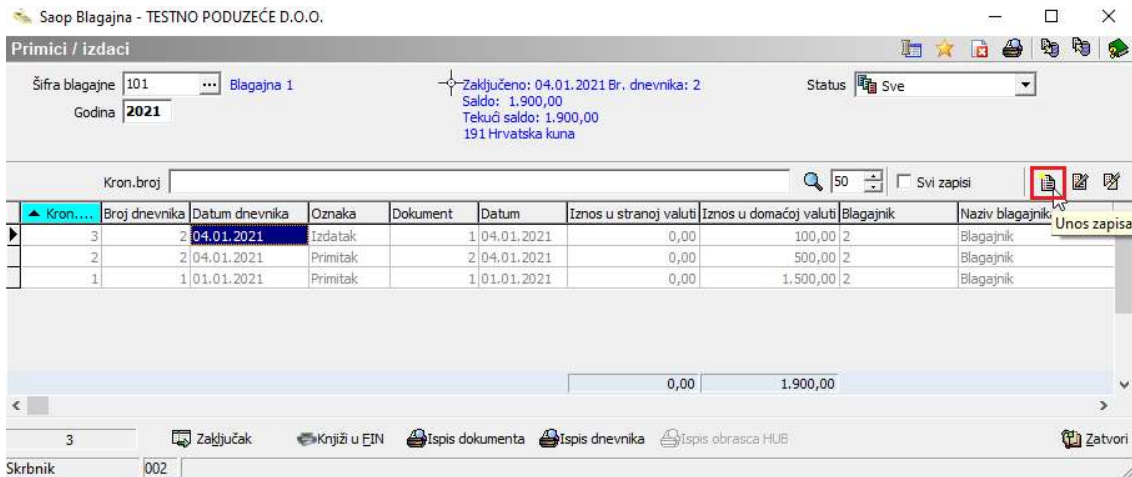 Saop Blagajna - TESTNO PODUZEĆE D.O.O.
Primici / izdaci
Šifra blagajne 101 ... Blagajna 1
Godina 2021
Zaključeno: 04.01.2021 Br. dnevnika: 2
Saldo: 1.900,00
Tekući saldo: 1.900,00
191 Hrvatska kuna
Status Sve
Kron.broj 50 Svi zapisi
Kron.... Broj dnevnika Datum dnevnika Oznaka Dokument Datum Iznos u stranoj valuti Iznos u domaćoj valuti Blagajnik Naziv blagajnik
Unos zapisa
3 2 04.01.2021 Izdatak 1 04.01.2021 0,00 100,00 2 Blagajnik
2 2 04.01.2021 Primitak 2 04.01.2021 0,00 500,00 2 Blagajnik
1 1 01.01.2021 Primitak 1 01.01.2021 0,00 1.500,00 2 Blagajnik
0,00 1.900,00
3 Zaključak Knjiži u FIN Ispis dokumenta Ispis dnevnika Ispis obrasca HUB Zatvori
Skrbnik 002